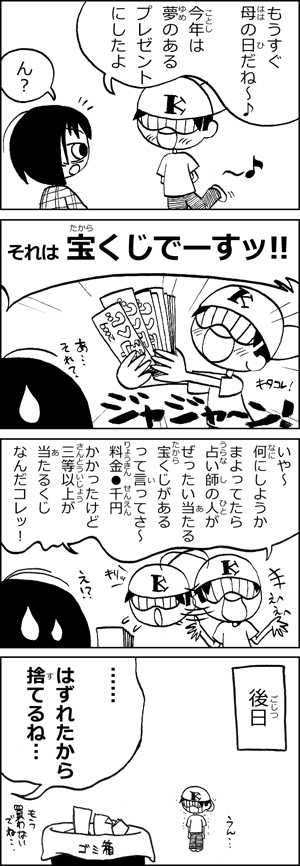 もうすぐ
母の日だね～♪
今年は
夢のある
プレゼント
にしたよ
ん？
K
それは 宝くじでーすッ!!
あ…
それ？
K
キタコレ！
ジャジャーン
いや～
何にしようか
まよってたら
占い師の人が
ぜったい当たる
宝くじがある
って言ってさ～
料金●千円
かかったけど
三等以上が
当たるくじ
なんだコレッ！
K
K
キリッ
え!?
後日
……
はずれたから
捨てるね…
うん…
もう
買わない
でね…
ゴミ箱